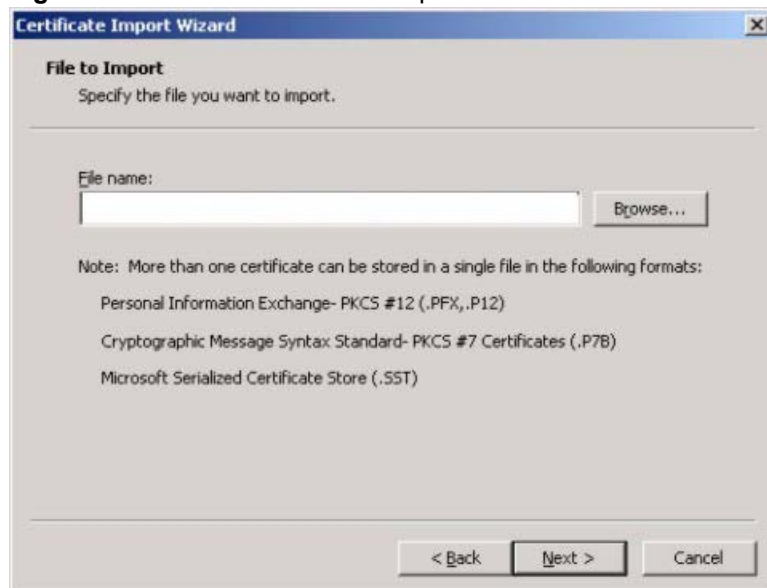 Certificate Import Wizard
File to Import
Specify the file you want to import.
File name:
Browse...
Note: More than one certificate can be stored in a single file in the following formats:
Personal Information Exchange- PKCS #12 (.PFX,.P12)
Cryptographic Message Syntax Standard- PKCS #7 Certificates (.P7B)
Microsoft Serialized Certificate Store (.SST)
< Back Next > Cancel